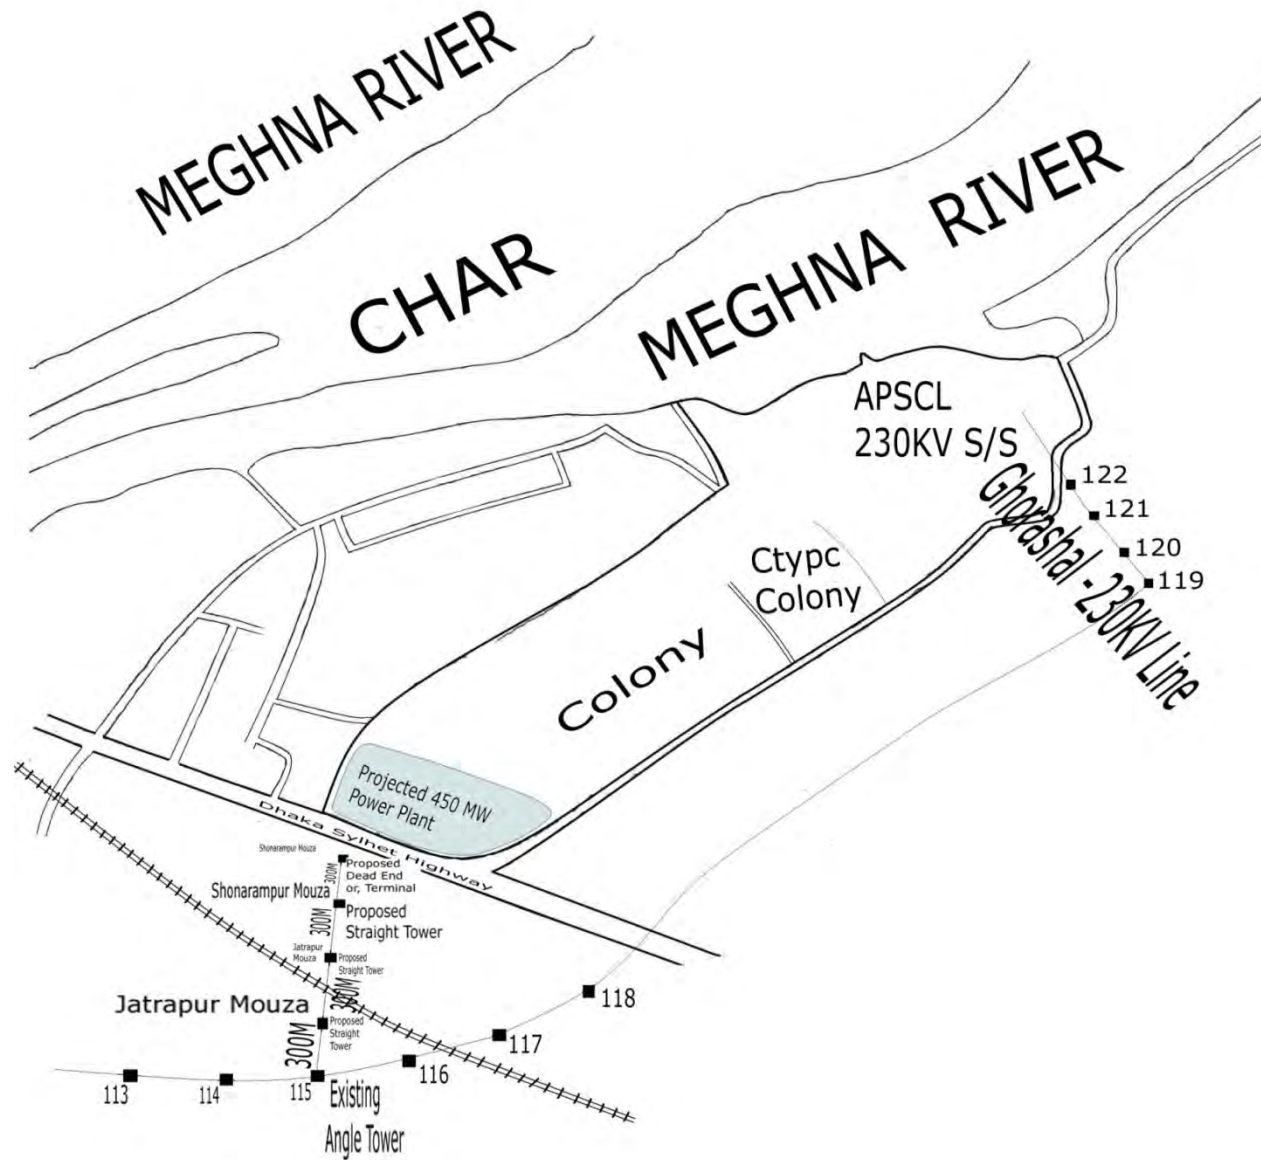 MEGHNA RIVER
CHAR
MEGHNA RIVER
APSCL
230KV S/S
Ghorashal -230KV Line
122
121
120
119
Ctypc
Colony
Colony
Projected 450 MW
Power Plant
Dhaka Sylhet Highway
Shonarampur Mouza
300M
Proposed
Dead End
or, Terminal
Shonarampur Mouza
300M
Proposed
Straight Tower
Jatrapur
Mouza
Proposed
Straight Tower
300M
Jatrapur Mouza
Proposed
Straight
Tower
300M
118
117
116
115
114
113
Existing
Angle Tower